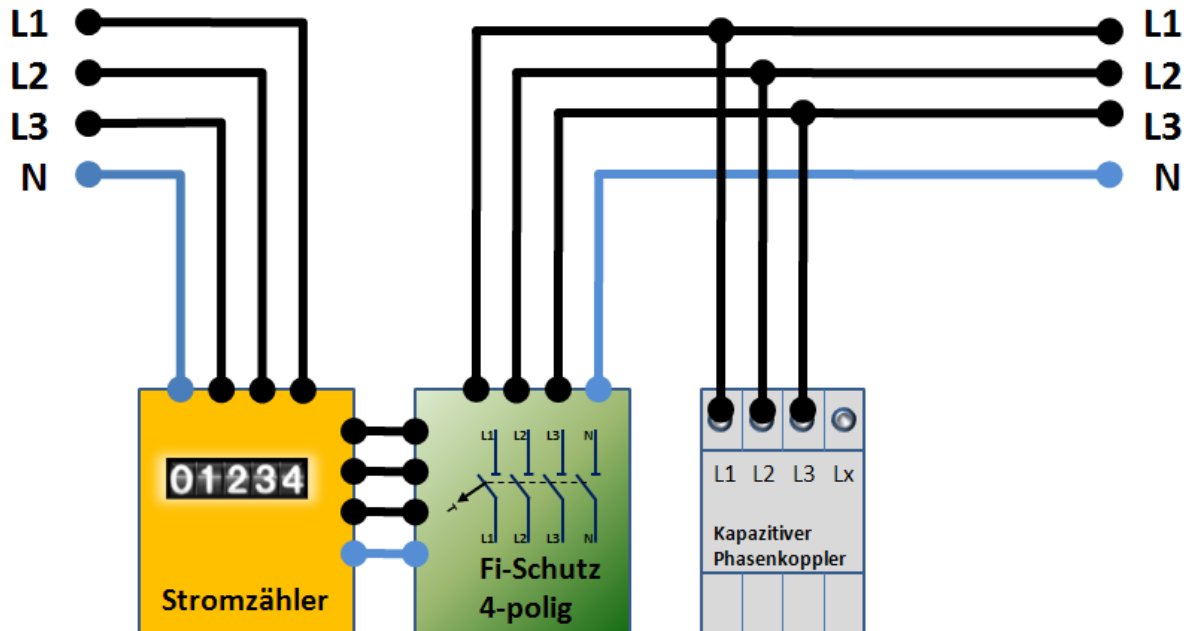 L1
L2
L3
N
L1
L2
L3
N
01234
Stromzähler
L1 L2 L3 N
L1 L2 L3 N
Fi-Schutz
4-polig
L1 L2 L3 Lx
Kapazitiver
Phasenkoppler